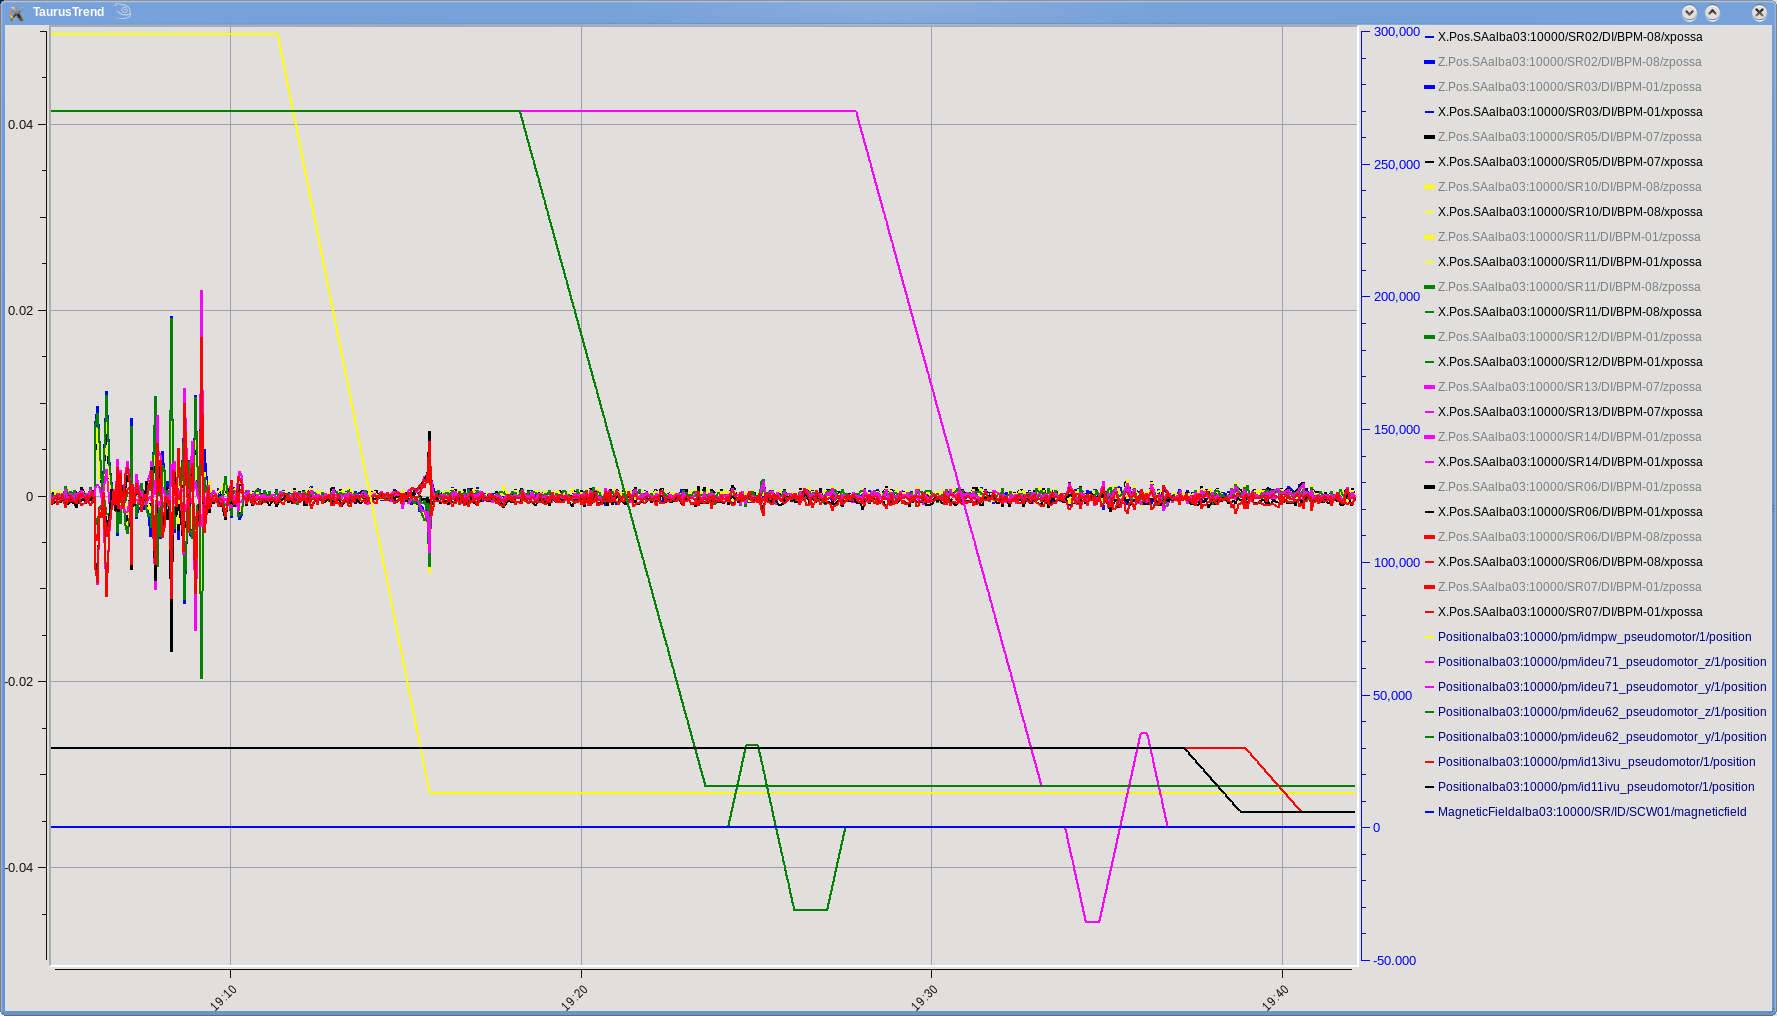 TaurusTrend
0.04
0.02
0
-0.02
-0.04
300,000
250,000
200,000
150,000
100,000
50,000
0
-50.000
19:10
19:20
19:30
19:40
X.Pos.SAalba03:10000/SR02/DI/BPM-08/xpossa
Z.Pos.SAalba03:10000/SR02/DI/BPM-08/zpossa
Z.Pos.SAalba03:10000/SR03/DI/BPM-01/zpossa
X.Pos.SAalba03:10000/SR03/DI/BPM-01/xpossa
Z.Pos.SAalba03:10000/SR05/DI/BPM-07/zpossa
X.Pos.SAalba03:10000/SR05/DI/BPM-07/xpossa
Z.Pos.SAalba03:10000/SR10/DI/BPM-08/zpossa
X.Pos.SAalba03:10000/SR10/DI/BPM-08/xpossa
Z.Pos.SAalba03:10000/SR11/DI/BPM-01/zpossa
X.Pos.SAalba03:10000/SR11/DI/BPM-01/xpossa
Z.Pos.SAalba03:10000/SR11/DI/BPM-08/zpossa
X.Pos.SAalba03:10000/SR11/DI/BPM-08/xpossa
Z.Pos.SAalba03:10000/SR12/DI/BPM-01/zpossa
X.Pos.SAalba03:10000/SR12/DI/BPM-01/xpossa
Z.Pos.SAalba03:10000/SR13/DI/BPM-07/zpossa
X.Pos.SAalba03:10000/SR13/DI/BPM-07/xpossa
Z.Pos.SAalba03:10000/SR14/DI/BPM-01/zpossa
X.Pos.SAalba03:10000/SR14/DI/BPM-01/xpossa
Z.Pos.SAalba03:10000/SR06/DI/BPM-01/zpossa
X.Pos.SAalba03:10000/SR06/DI/BPM-01/xpossa
Z.Pos.SAalba03:10000/SR06/DI/BPM-08/zpossa
X.Pos.SAalba03:10000/SR06/DI/BPM-08/xpossa
Z.Pos.SAalba03:10000/SR07/DI/BPM-01/zpossa
X.Pos.SAalba03:10000/SR07/DI/BPM-01/xpossa
Positionalba03:10000/pm/idmpw_pseudomotor/1/position
Positionalba03:10000/pm/ideu71_pseudomotor_z/1/position
Positionalba03:10000/pm/ideu71_pseudomotor_y/1/position
Positionalba03:10000/pm/ideu62_pseudomotor_z/1/position
Positionalba03:10000/pm/ideu62_pseudomotor_y/1/position
Positionalba03:10000/pm/id13ivu_pseudomotor/1/position
Positionalba03:10000/pm/id11ivu_pseudomotor/1/position
MagneticFieldalba03:10000/SR/ID/SCW01/magneticfield